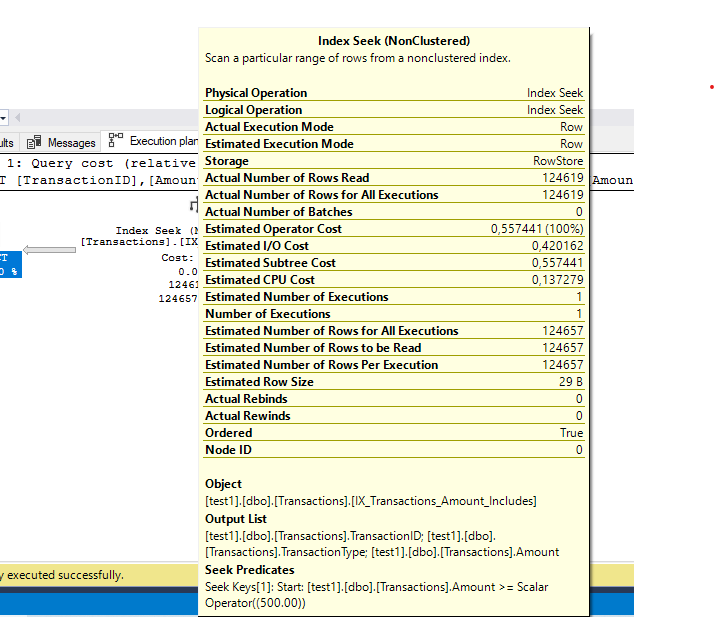 Index Seek (NonClustered)
Scan a particular range of rows from a nonclustered index.
Physical Operation Index Seek
Logical Operation Index Seek
Actual Execution Mode Row
Estimated Execution Mode Row
Storage RowStore
Actual Number of Rows Read 124619
Actual Number of Rows for All Executions 124619
Actual Number of Batches 0
Estimated Operator Cost 0,557441 (100%)
Estimated I/O Cost 0,420162
Estimated Subtree Cost 0,557441
Estimated CPU Cost 0,137279
Estimated Number of Executions 1
Number of Executions 1
Estimated Number of Rows for All Executions 124657
Estimated Number of Rows to be Read 124657
Estimated Number of Rows Per Execution 124657
Estimated Row Size 29 B
Actual Rebinds 0
Actual Rewinds 0
Ordered True
Node ID 0
Object
[test1].[dbo].[Transactions].[IX_Transactions_Amount_Includes]
Output List
[test1].[dbo].[Transactions].TransactionID; [test1].[dbo].
[Transactions].TransactionType; [test1].[dbo].[Transactions].Amount
Seek Predicates
Seek Keys[1]: Start: [test1].[dbo].[Transactions].Amount >= Scalar
Operator((500.00))
ults Messages Execution plan
1: Query cost (relative
T [TransactionID],[Amoun Amoun
Index Seek (N
[Transactions].[IX
Cost:
0.0
1246
124657
CT
0 %
y executed successfully.